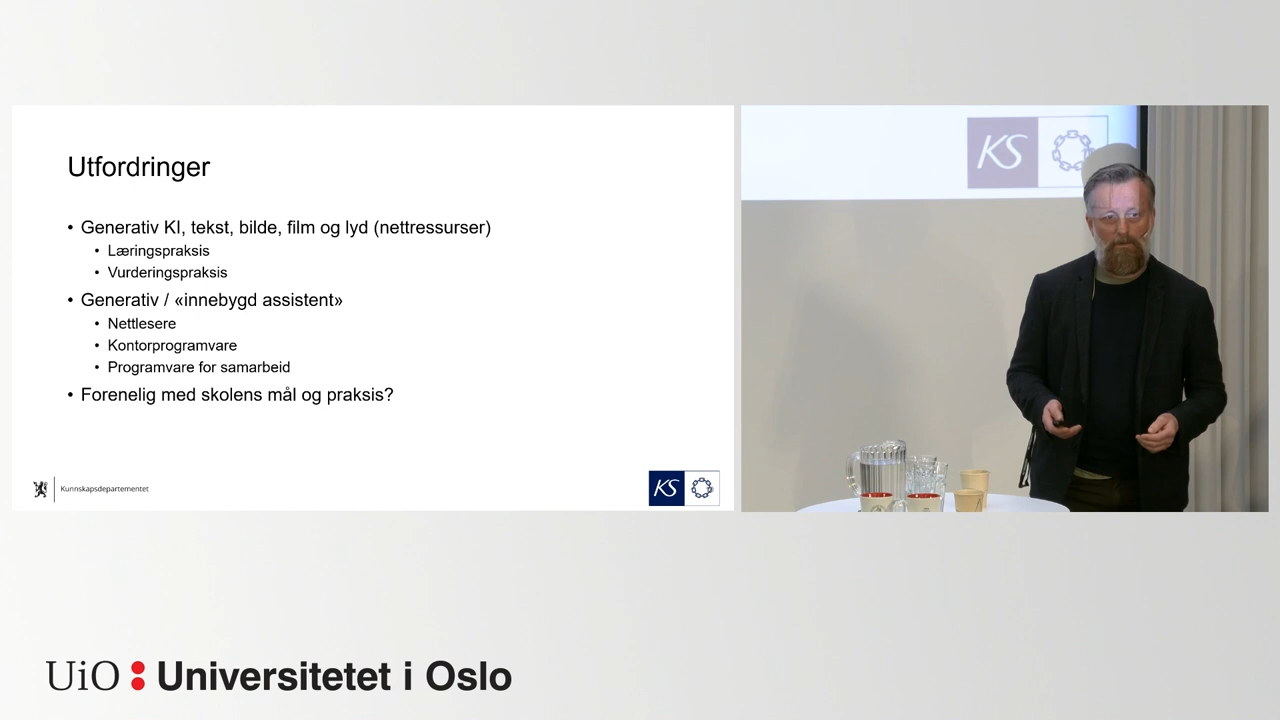 Utfordringer
• Generativ KI, tekst, bilde, film og lyd (nettressurser)
• Læringspraksis
• Vurderingspraksis
• Generativ / «innebygd assistent»
• Nettlesere
• Kontorprogramvare
• Programvare for samarbeid
• Forenelig med skolens mål og praksis?
Kunnskapsdepartementet
KS
KS
UiO : Universitetet i Oslo